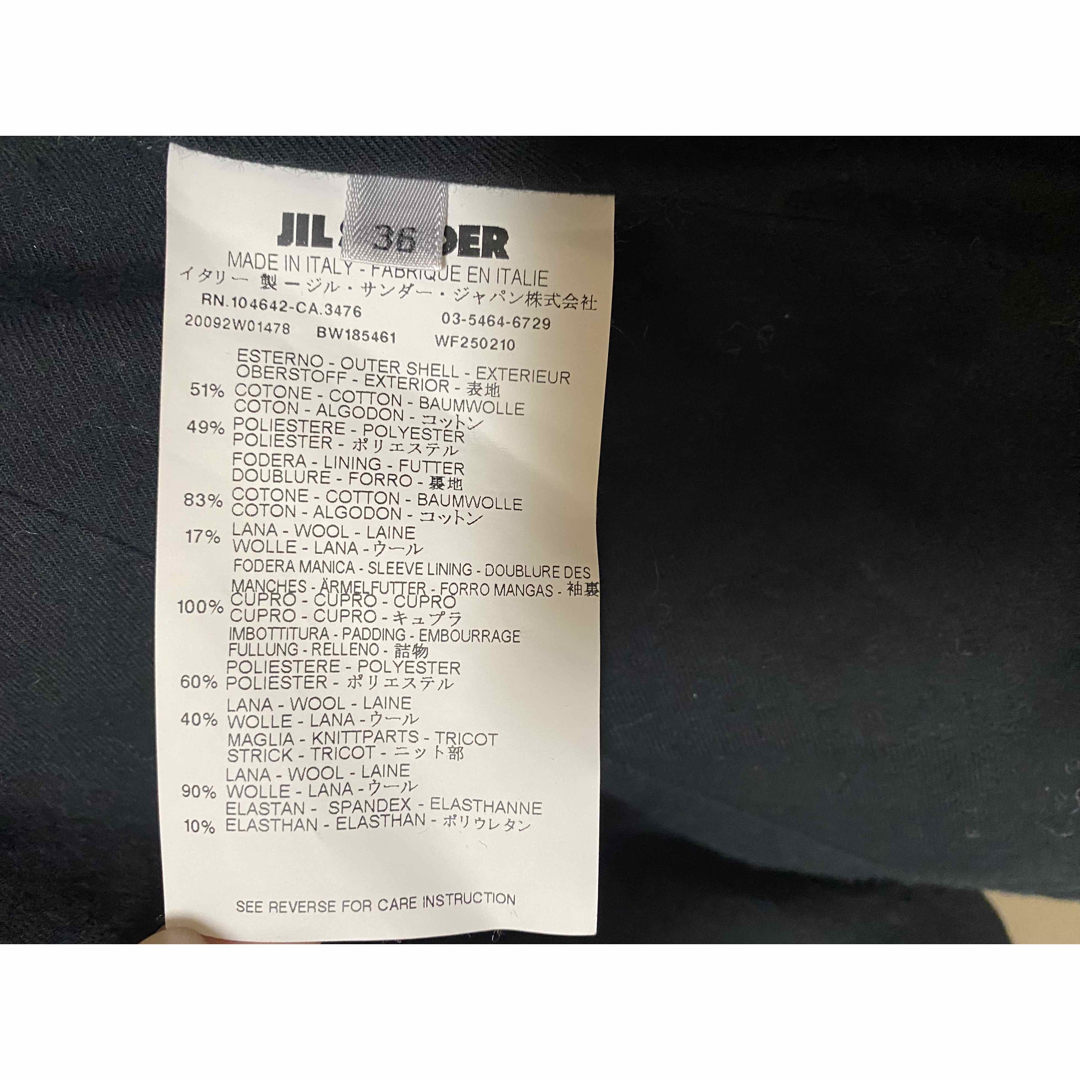 JIL
36
DER
MADE IN ITALY - FABRIQUE EN ITALIE
イタリー 製 ー ジル・サンダー・ジャパン株式会社
RN.104642-CA.3476 03-5464-6729
20092W01478 BW185461 WF250210
ESTERNO - OUTER SHELL - EXTERIEUR
OBERSTOFF - EXTERIOR - 表地
51% COTONE - COTTON - BAUMWOLLE
COTON - ALGODON - コットン
49% POLIESTERE - POLYESTER
POLIESTER - ポリエステル
FODERA - LINING - FUTTER
DOUBLURE - FORRO - 裏地
83% COTONE - COTTON - BAUMWOLLE
COTON - ALGODON - コットン
17% LANA - WOOL - LAINE
WOLLE - LANA - ウール
FODERA MANICA - SLEEVE LINING - DOUBLURE DES
MANCHES - ÄRMELFUTTER - FORRO MANGAS - 袖裏
100% CUPRO - CUPRO - CUPRO
CUPRO - CUPRO - キュプラ
IMBOTTITURA - PADDING - EMBOURRAGE
FULLUNG - RELLENO - 詰物
POLIESTERE - POLYESTER
60% POLIESTER - ポリエステル
LANA - WOOL - LAINE
40% WOLLE - LANA - ウール
MAGLIA - KNITTPARTS - TRICOT
STRICK - TRICOT - ニット部
LANA - WOOL - LAINE
90% WOLLE - LANA - ウール
ELASTAN - SPANDEX - ELASTHANNE
10% ELASTHAN - ELASTHAN - ポリウレタン
SEE REVERSE FOR CARE INSTRUCTION